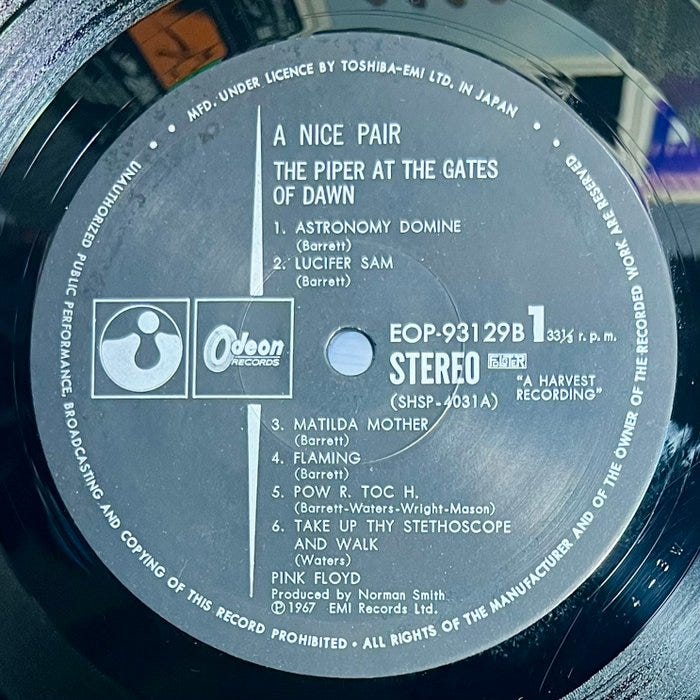 MFD. UNDER LICENCE BY TOSHIBA-EMI LTD. IN JAPAN
A NICE PAIR
THE PIPER AT THE GATES
OF DAWN
1. ASTRONOMY DOMINE
(Barrett)
2. LUCIFER SAM
(Barrett)
Odeon
RECORDS
EOP-93129B 1 33⅓ r. p. m.
STEREO
(SHSP-4031A)
"A HARVEST
RECORDING"
3. MATILDA MOTHER
(Barrett)
4. FLAMING
(Barrett)
5. POW R. TOC H.
(Barrett-Waters-Wright-Mason)
6. TAKE UP THY STETHOSCOPE
AND WALK
(Waters)
PINK FLOYD
Produced by Norman Smith
Ⓟ1967 EMI Records Ltd.
UNAUTHORIZED PUBLIC PERFORMANCE, BROADCASTING AND COPYING OF THIS RECORD PROHIBITED • ALL RIGHTS OF THE MANUFACTURER AND OF THE OWNER OF THE RECORDED WORK ARE RESERVED